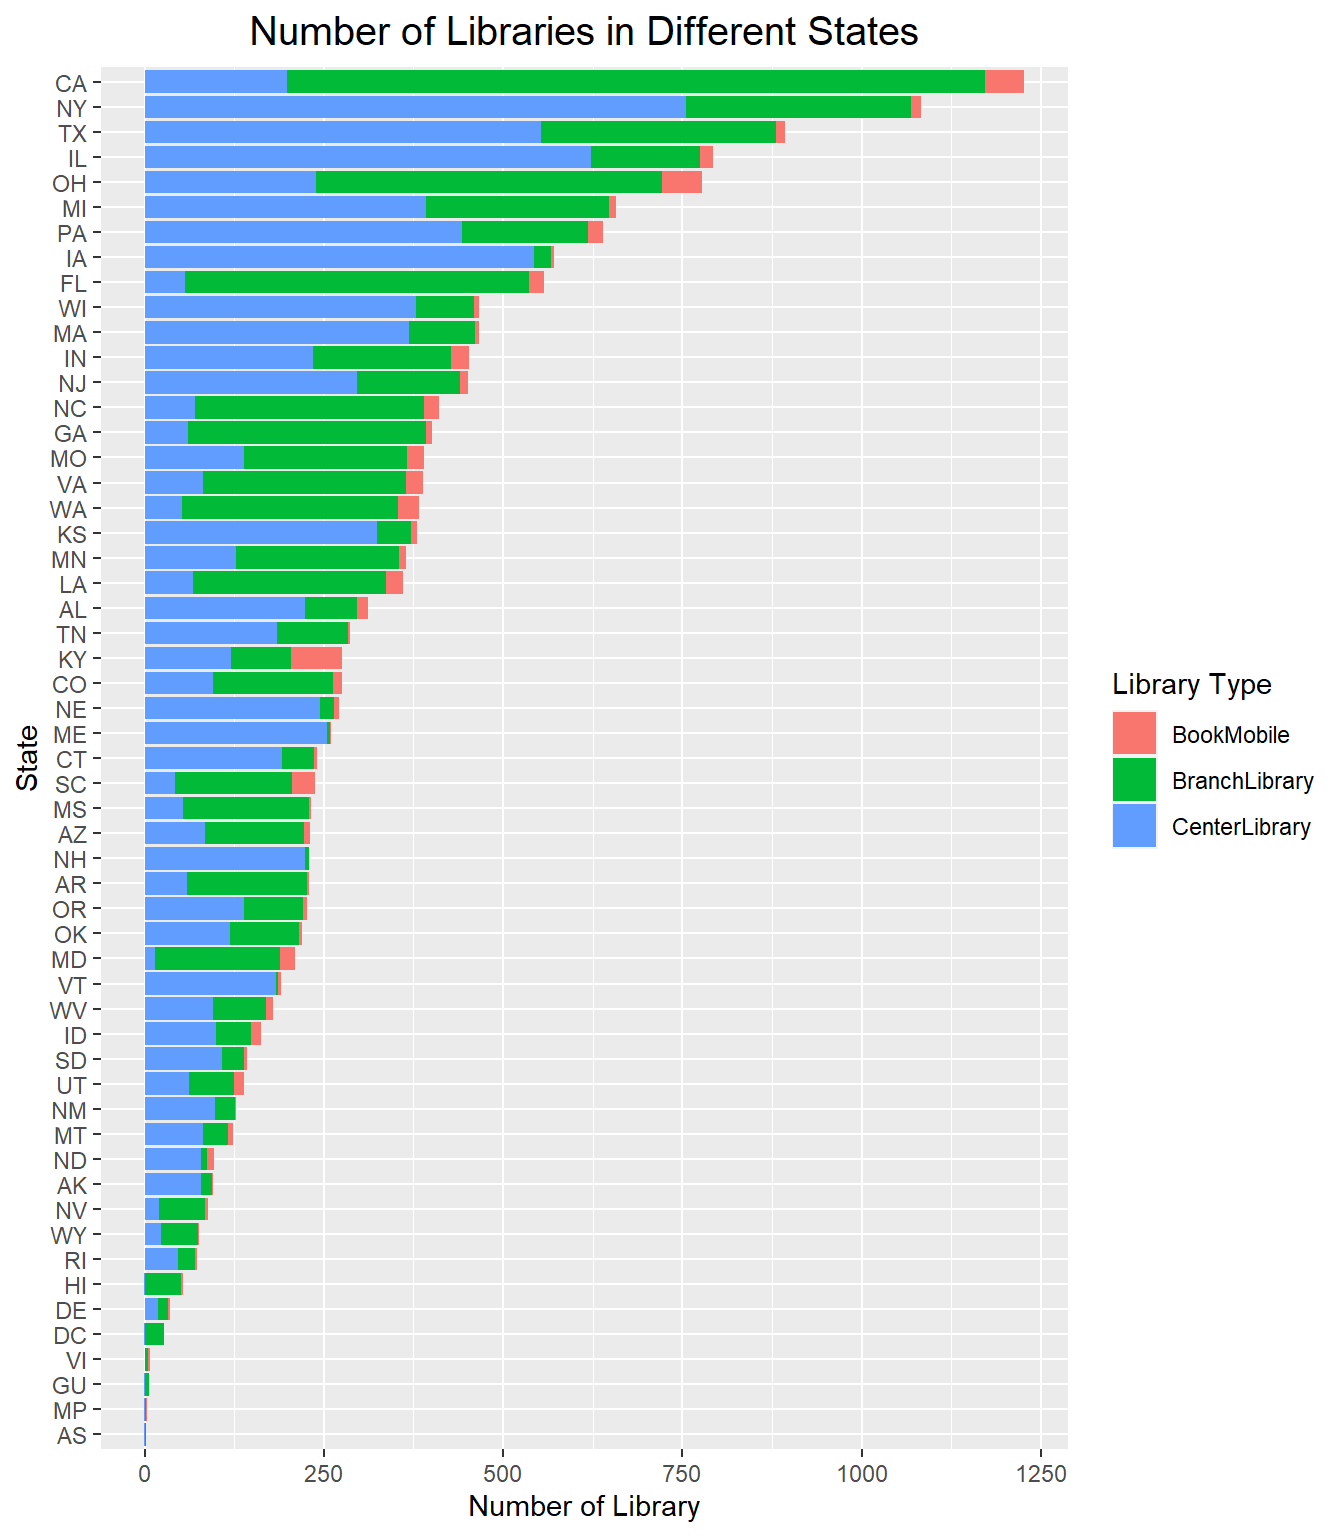 Number of Libraries in Different States
CA
NY
TX
IL
OH
MI
PA
IA
FL
WI
MA
IN
NJ
NC
GA
MO
VA
WA
KS
MN
LA
AL
TN
KY
CO
NE
ME
CT
SC
MS
AZ
NH
AR
OR
OK
MD
VT
WV
ID
SD
UT
NM
MT
ND
AK
NV
WY
RI
HI
DE
DC
VI
GU
MP
AS
State
0 250 500 750 1000 1250
Number of Library
Library Type
BookMobile
BranchLibrary
CenterLibrary